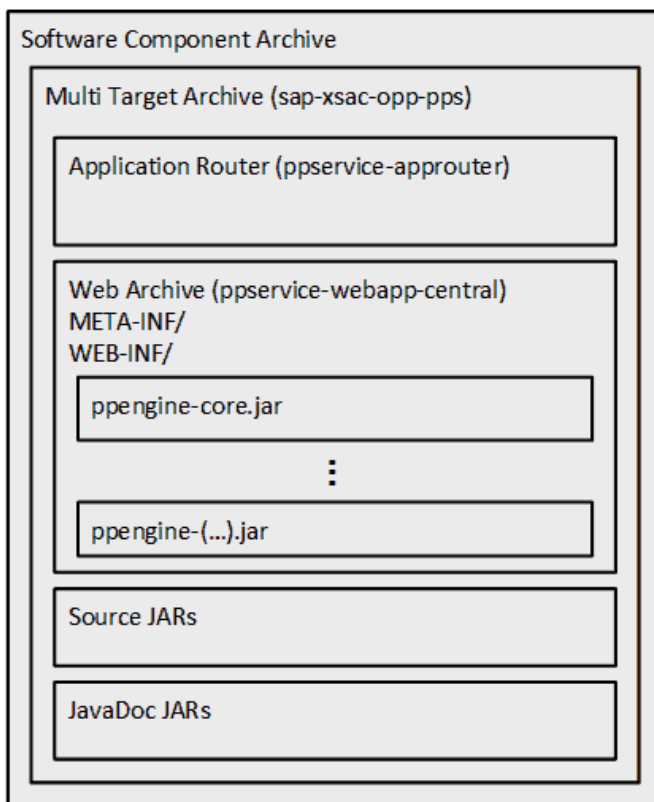 Software Component Archive
Multi Target Archive (sap-xsac-opp-pps)
Application Router (ppservice-approuter)
Web Archive (ppservice-webapp-central)
META-INF/
WEB-INF/
ppengine-core.jar
⋮
ppengine-(...).jar
Source JARs
JavaDoc JARs